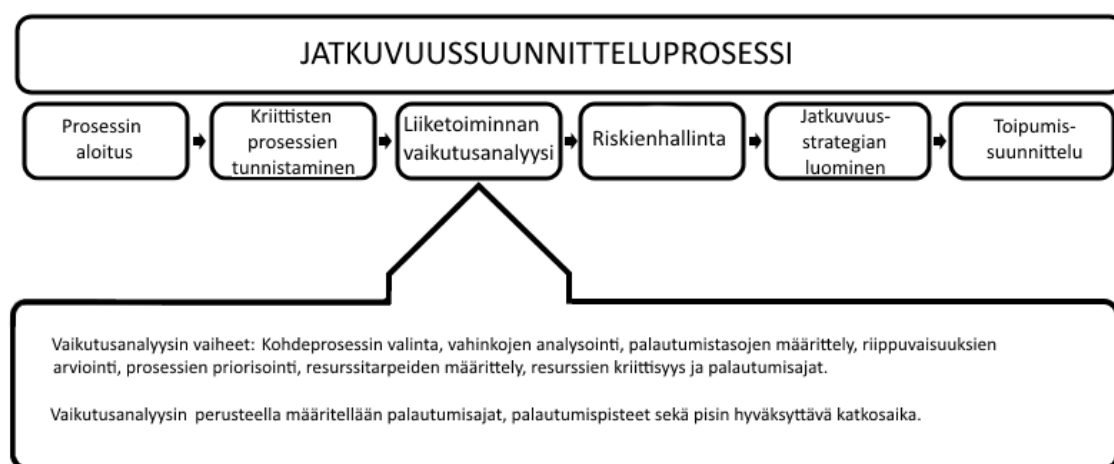 JATKUVUUSSUUNNITTELUPROSESSI
Prosessin
aloitus
Kriittisten
prosessien
tunnistaminen
Liiketoiminnan
vaikutusanalyysi
Riskienhallinta
Jatkuvuus-
strategian
luominen
Toipumis-
suunnittelu
Vaikutusanalyysin vaiheet: Kohdeprosessin valinta, vahinkojen analysointi, palautumistasojen määrittely, riippuvaisuuksien
arviointi, prosessien priorisointi, resurssitarpeiden määrittely, resurssien kriittisyys ja palautumisajat.
Vaikutusanalyysin perusteella määritellään palautumisajat, palautumispisteet sekä pisin hyväksyttävä katkosaika.